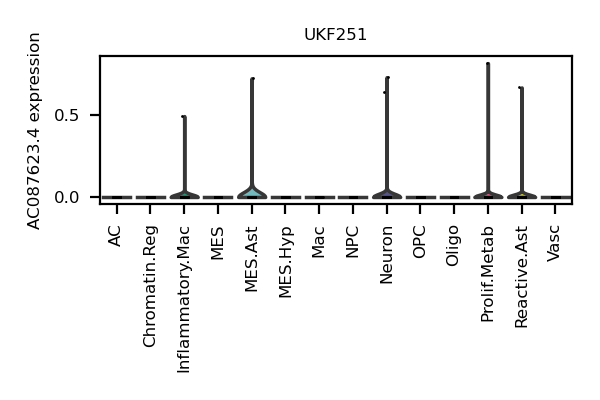 UKF251
AC087623.4 expression
0.5
0.0
AC
Chromatin.Reg
Inflammatory.Mac
MES
MES.Ast
MES.Hyp
Mac
NPC
Neuron
OPC
Oligo
Prolif.Metab
Reactive.Ast
Vasc